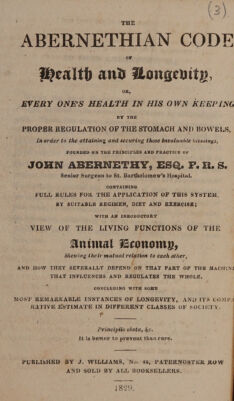 (3)
THE
ABERNETHIAN CODE
OF
Health and Longevity,
OR,
EVERY ONE'S HEALTH IN HIS OWN KEEPING
BY THE
PROPER REGULATION OF THE STOMACH AND BOWELS,
In order to the attaining and securing those invaluable blessings,
FOUNDED ON THE PRINCIPLES AND PRACTICE OF
JOHN ABERNETHY, ESQ. F. R. S.
Senior Surgeon to St. Bartholomew's Hospital.
CONTAINING
FULL RULES FOR THE APPLICATION OF THIS SYSTEM,
BY SUITABLE REGIMEN, DIET AND EXERCISE;
WITH AN
VIEW OF THE LIVING FUNCTIONS OF THE
Animal Economy,
Shewing their mutual relation to each other,
AND HOW THEY SEVERALLY DEPEND ON THAT PART OF THE MACHINE
THAT INFLUENCES AND REGULATES THE WHOLE,
CONCLUDING WITH SOME
MOST REMARKABLE INSTANCES OF LONGEVITY, AND ITS COMPA
RATIVE ESTIMATE IN DIFFERENT CLASSES OF SOCIETY.
Principiis obsta, &c.
It is better to prevent than cure.
PUBLISHED BY J. WILLIAMS, No. PATERNOSTER ROW
AND SOLD BY ALL BOOKSELLERS.
1829.